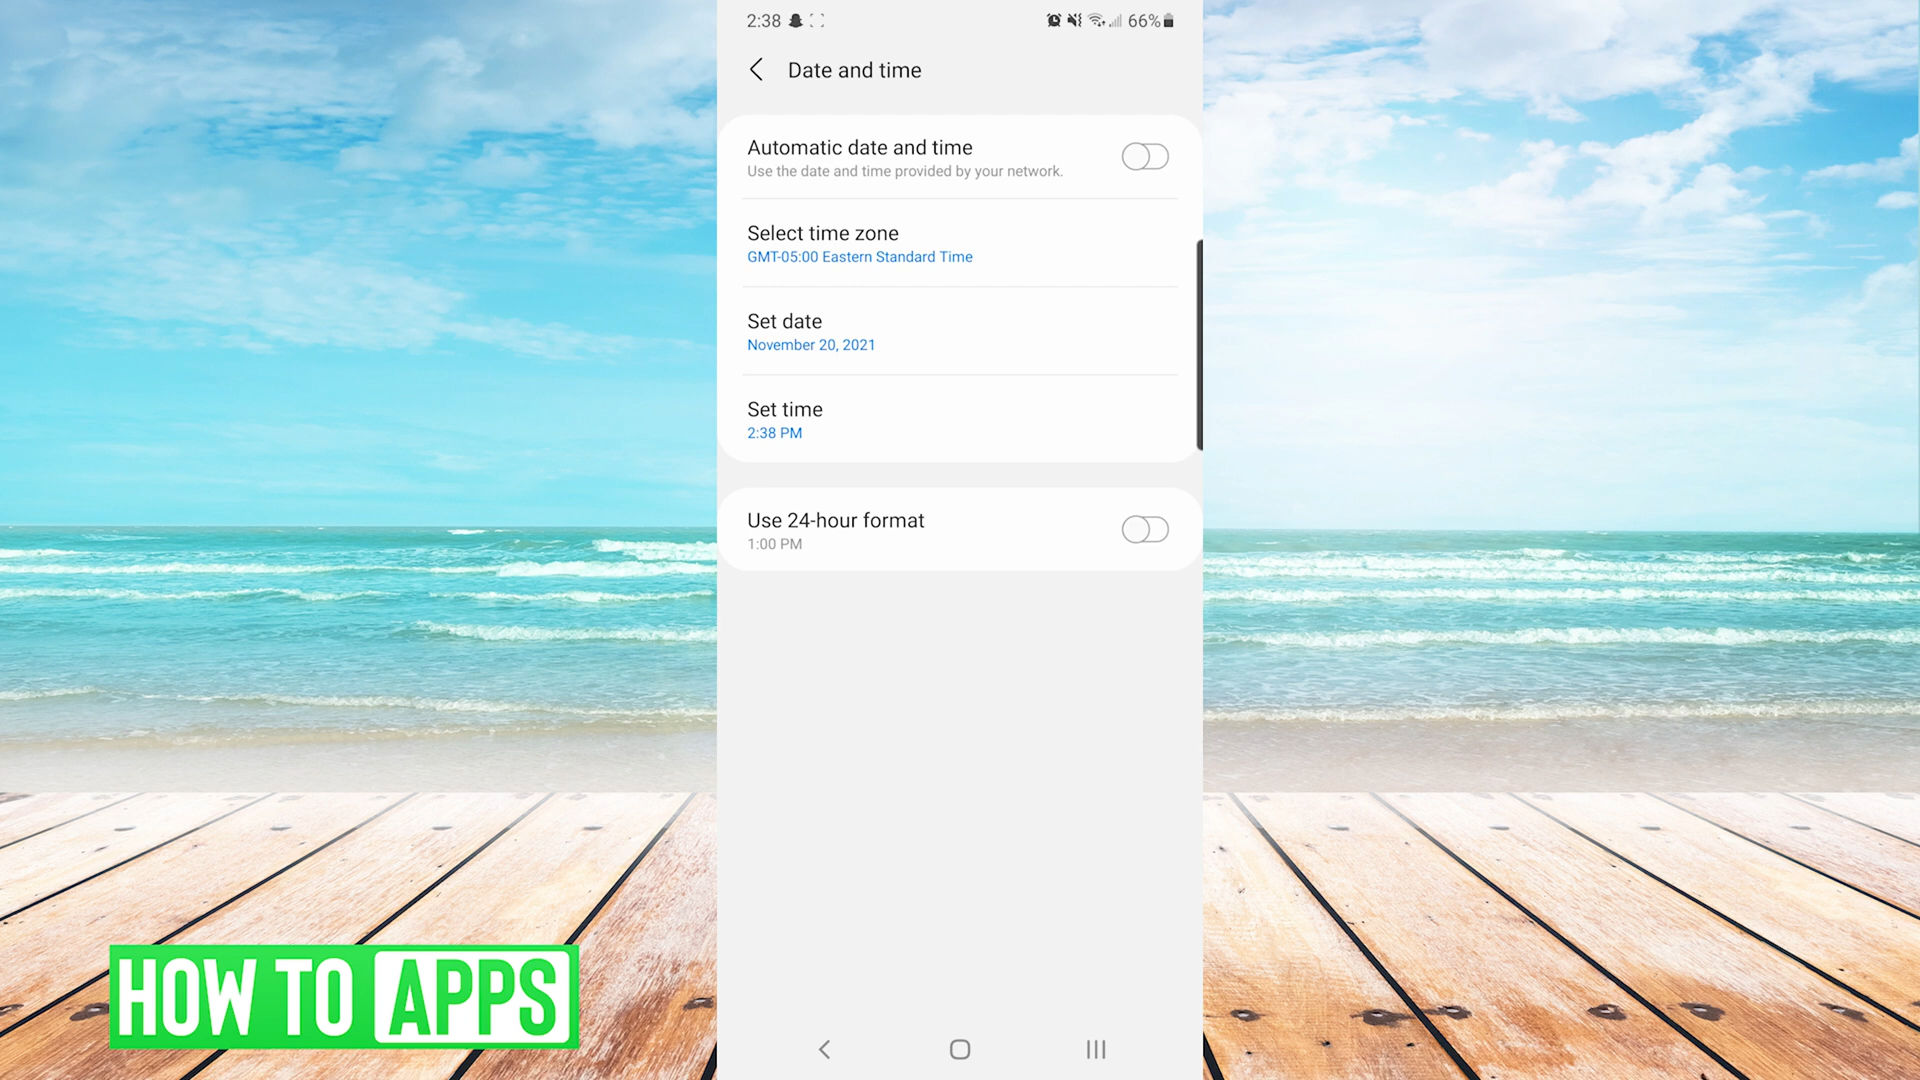 2:38
66%
Date and time
Automatic date and time
Use the date and time provided by your network.
Select time zone
GMT-05:00 Eastern Standard Time
Set date
November 20, 2021
Set time
2:38 PM
Use 24-hour format
1:00 PM
HOW TO APPS